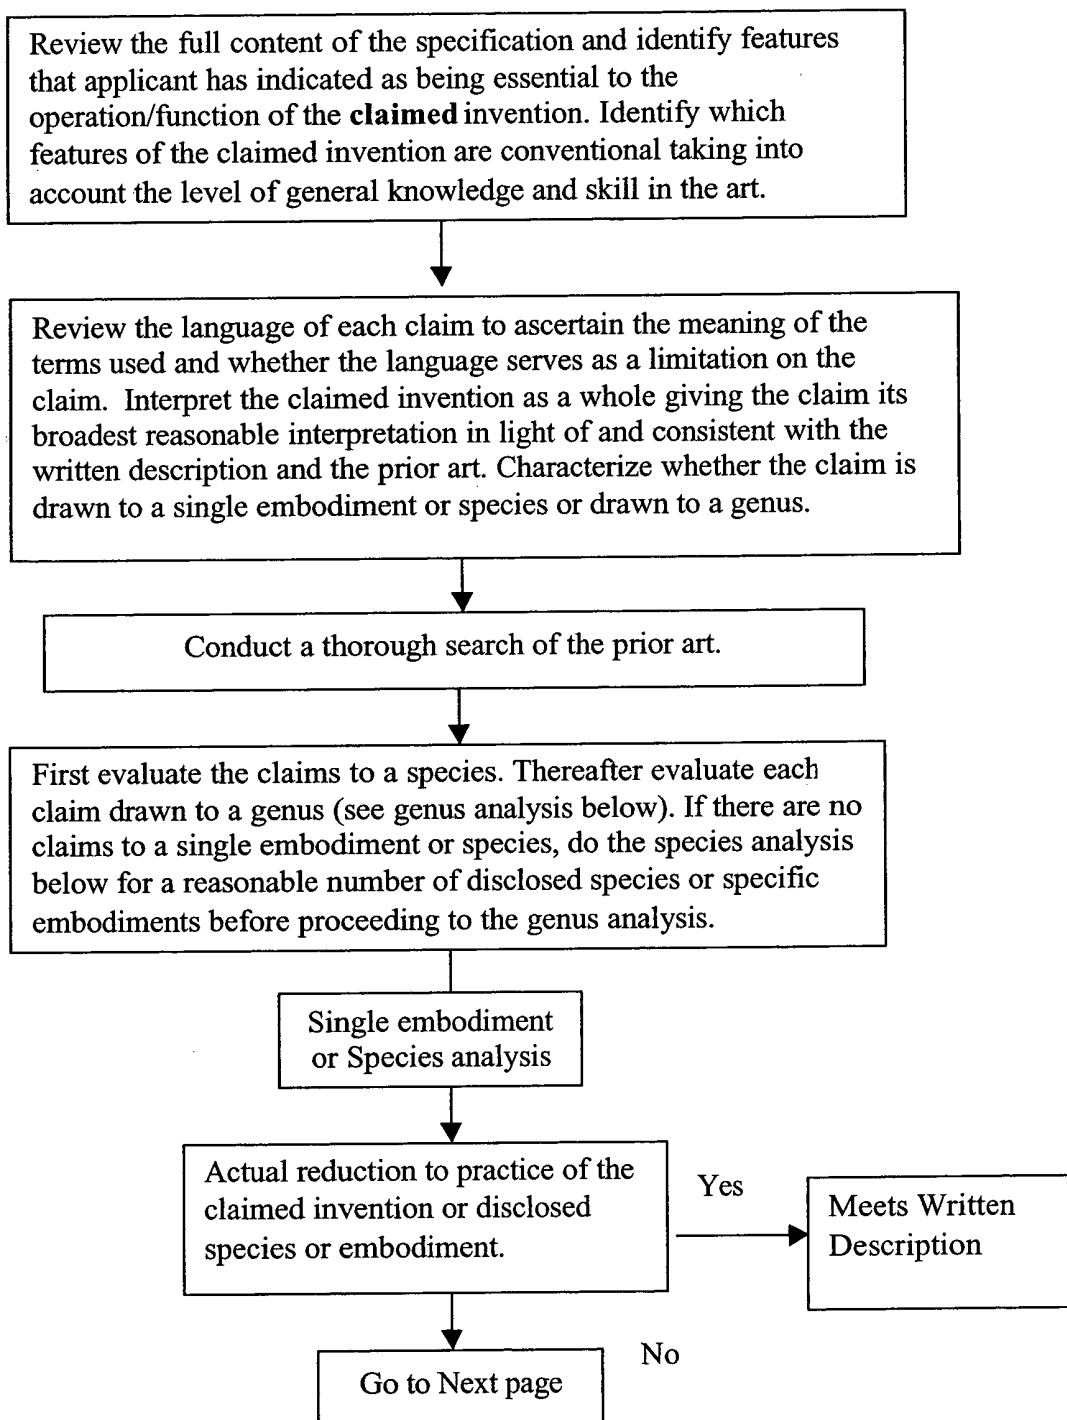 Review the full content of the specification and identify features
that applicant has indicated as being essential to the
operation/function of the claimed invention. Identify which
features of the claimed invention are conventional taking into
account the level of general knowledge and skill in the art.
Review the language of each claim to ascertain the meaning of the
terms used and whether the language serves as a limitation on the
claim. Interpret the claimed invention as a whole giving the claim its
broadest reasonable interpretation in light of and consistent with the
written description and the prior art. Characterize whether the claim is
drawn to a single embodiment or species or drawn to a genus.
Conduct a thorough search of the prior art.
First evaluate the claims to a species. Thereafter evaluate each
claim drawn to a genus (see genus analysis below). If there are no
claims to a single embodiment or species, do the species analysis
below for a reasonable number of disclosed species or specific
embodiments before proceeding to the genus analysis.
Single embodiment
or Species analysis
Actual reduction to practice of the
claimed invention or disclosed
species or embodiment.
Yes
Meets Written
Description
No
Go to Next page